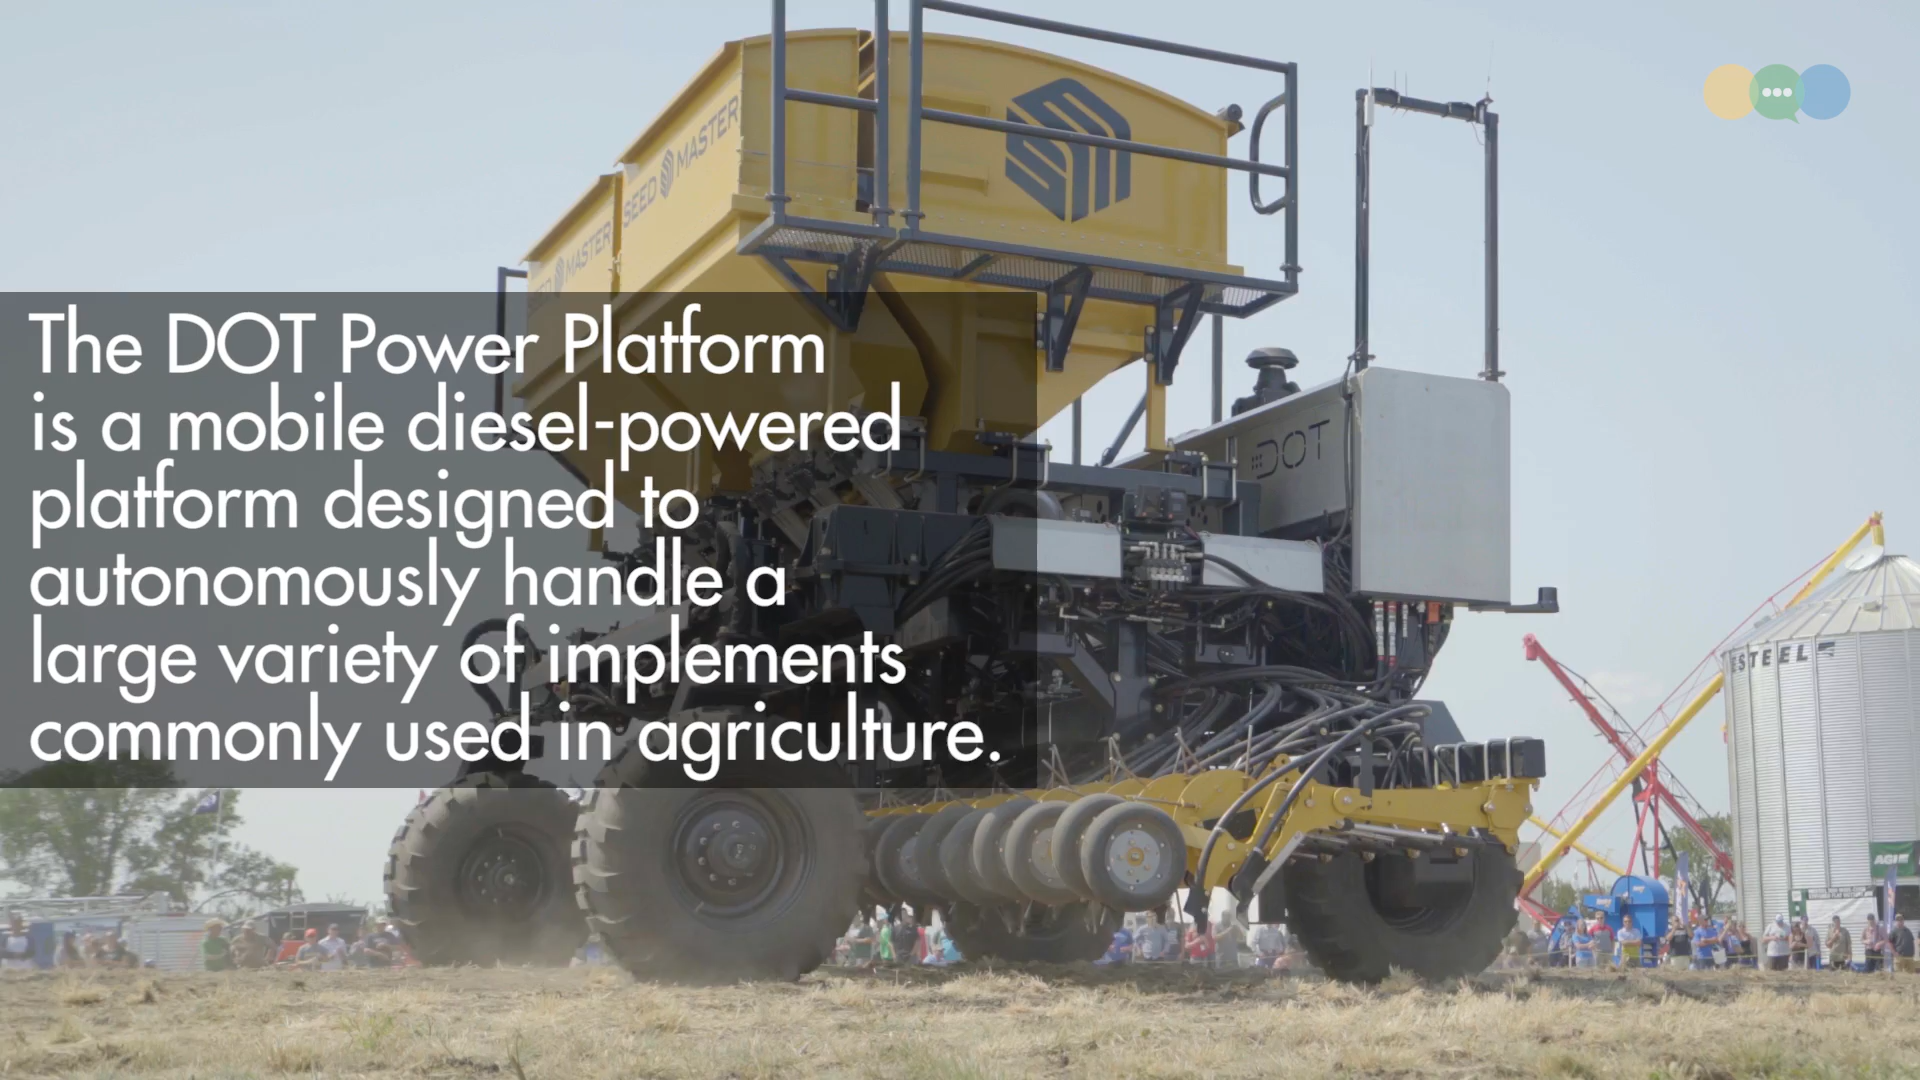 SEED MASTER
MASTER
DOT
The DOT Power Platform
is a mobile diesel-powered
platform designed to
autonomously handle a
large variety of implements
commonly used in agriculture.
STEEL
AGI